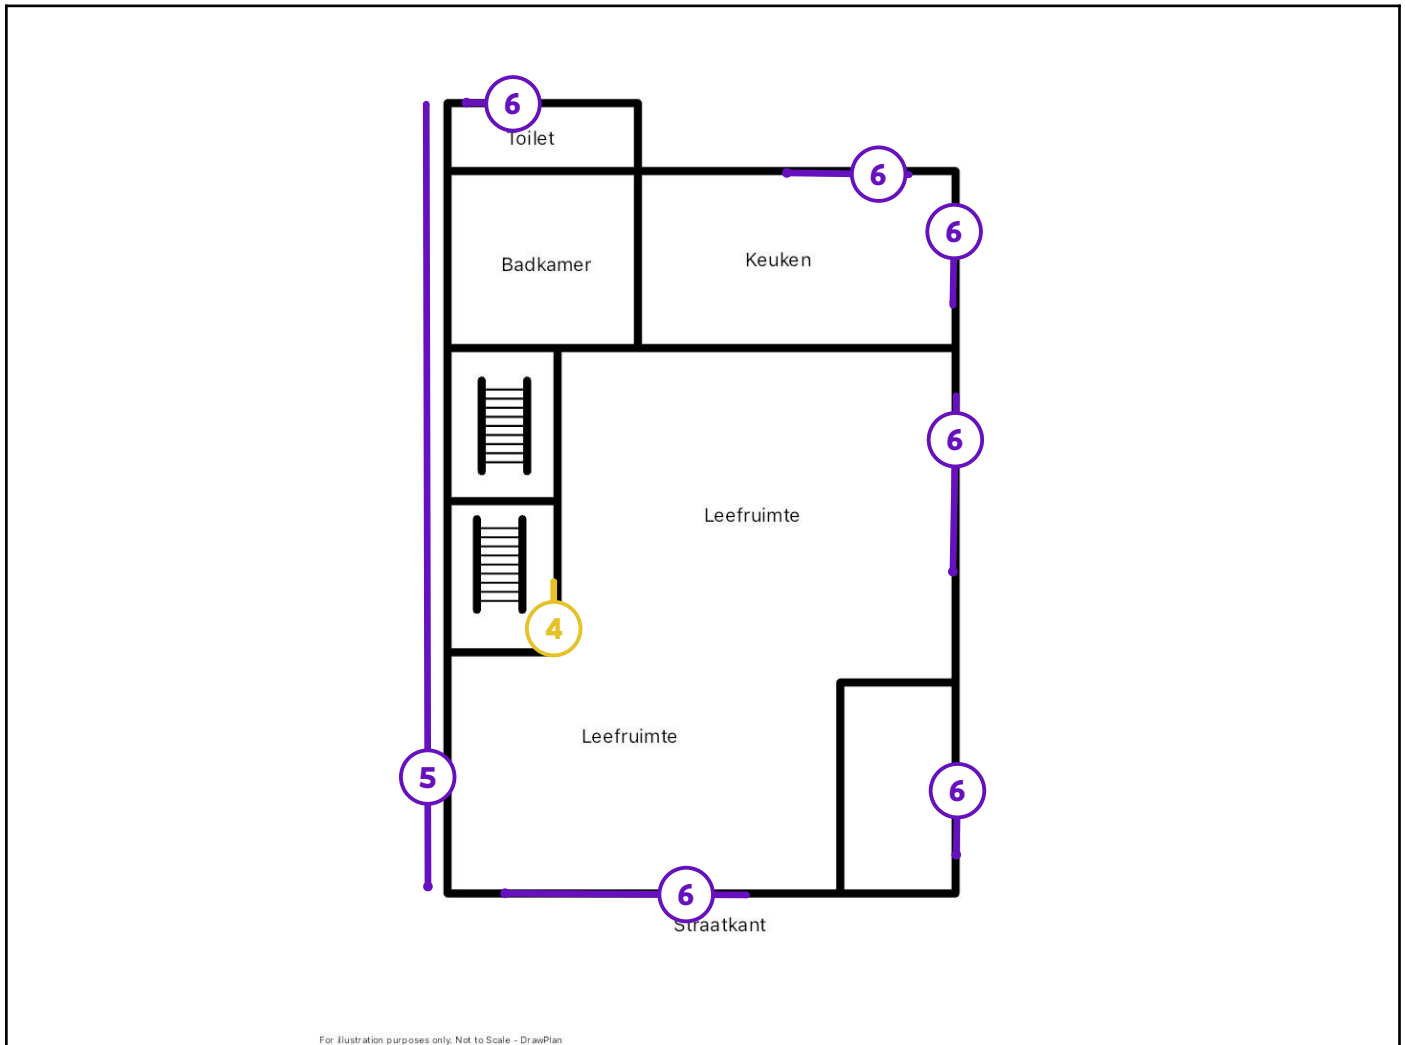 6
Toilet
6
6
Badkamer
Keuken
6
Leefruimte
4
Leefruimte
5
6
6
Straatkant
For illustration purposes only. Not to Scale - DrawPlan